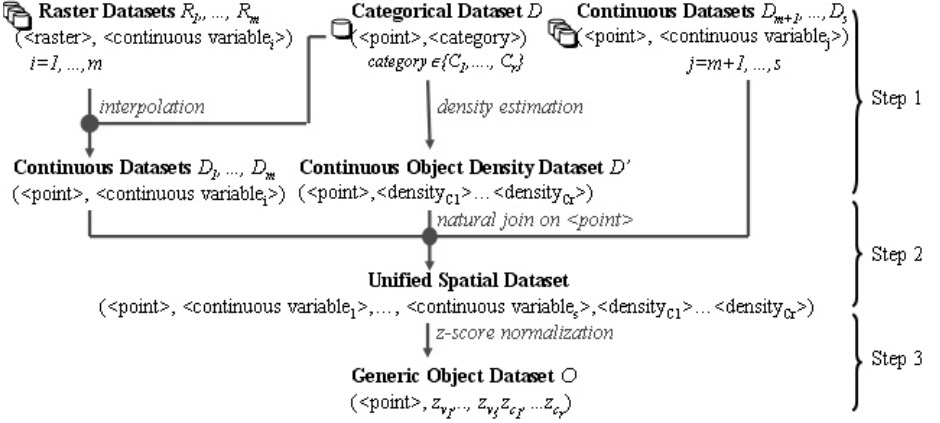 Raster Datasets R1, ..., Rm
(<raster>, <continuous variablei>)
i=1, ...,m
Categorical Dataset D
(<point>,<category>)
category ∈{C1,...., Cr}
Continuous Datasets Dm+1, ...,Ds
(<point>, <continuous variablej>)
j=m+1, ...,s
interpolation
density estimation
Step 1
Continuous Datasets D1, ..., Dm
(<point>, <continuous variablei>)
Continuous Object Density Dataset D'
(<point>,<densityC1>...<densityCr>)
natural join on <point>
Step 2
Unified Spatial Dataset
(<point>, <continuous variable1>,..., <continuous variables>,<densityC1>...<densityCr>)
z-score normalization
Step 3
Generic Object Dataset O
(<point>, zv1,.., zvs,zc1, ...zcr)